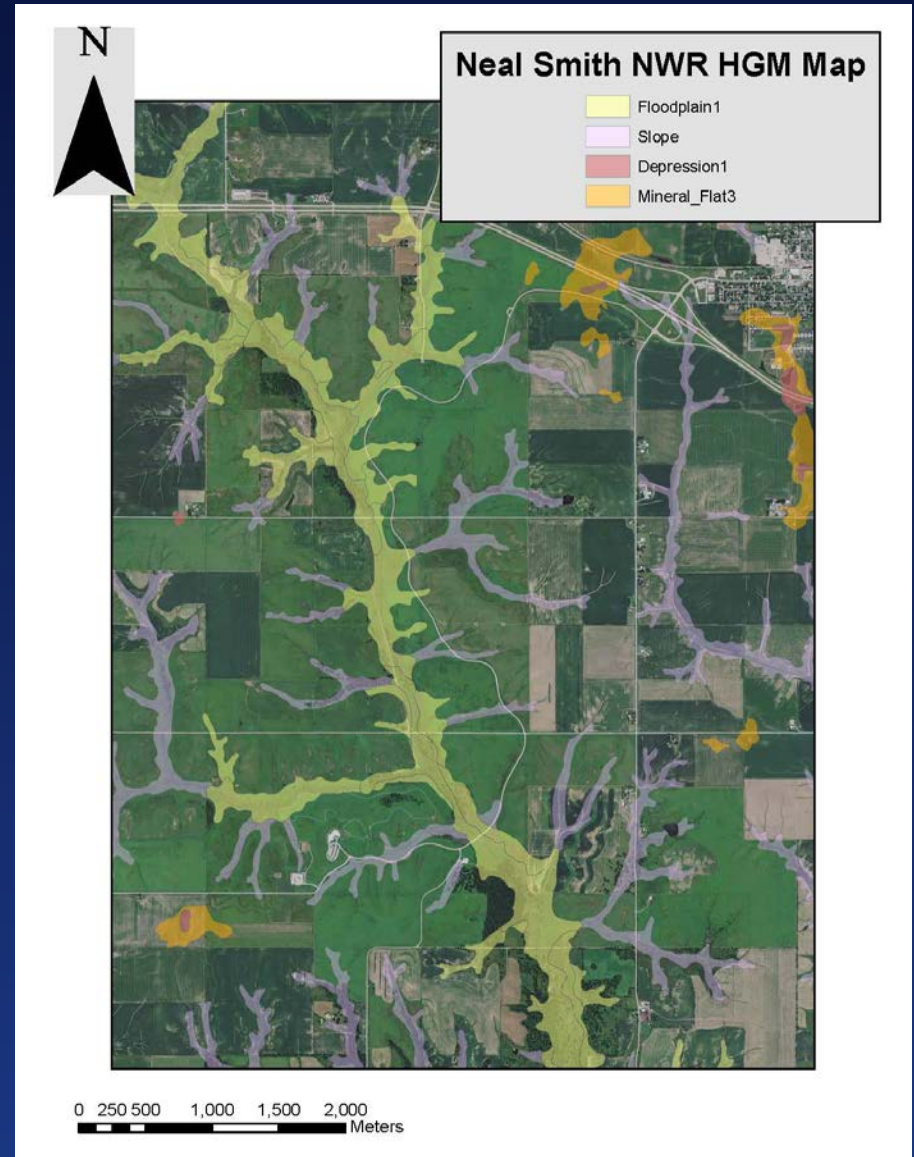 N
Neal Smith NWR HGM Map
Floodplain1
Slope
Depression1
Mineral_Flat3
0 250 500 1,000 1,500 2,000
Meters